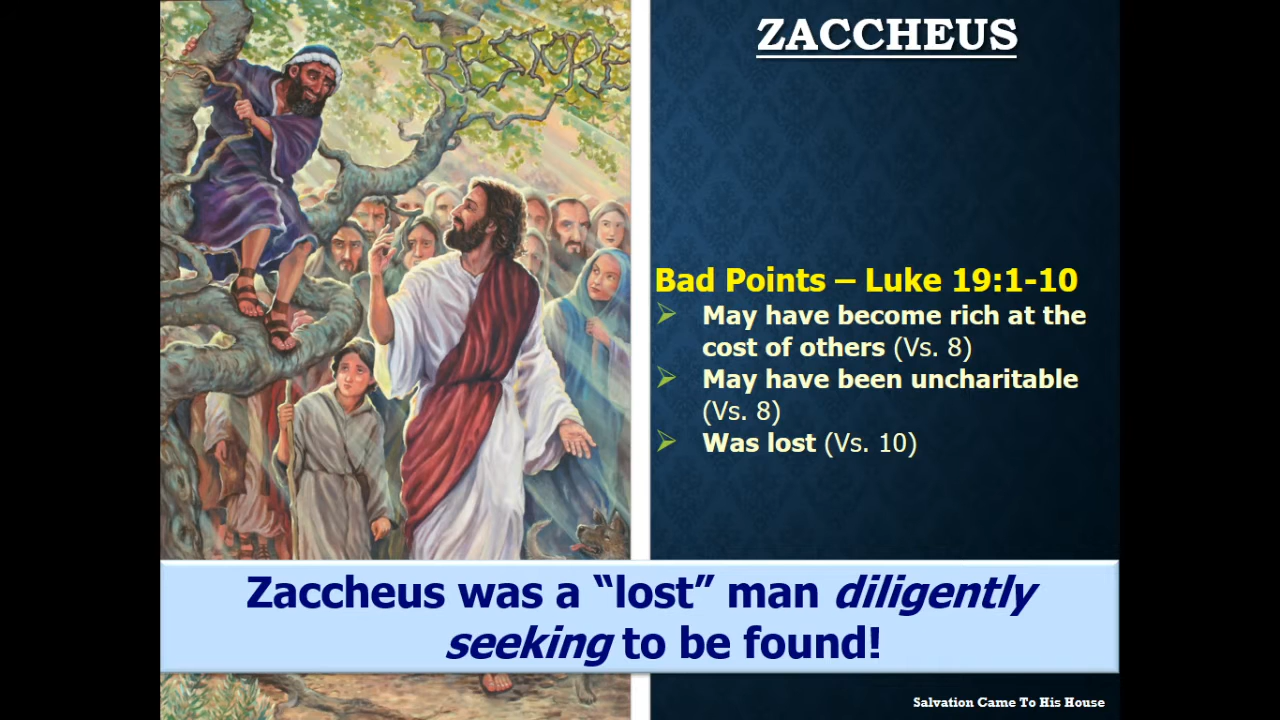 ZACCHEUS
Bad Points – Luke 19:1-10
May have become rich at the
cost of others (Vs. 8)
May have been uncharitable
(Vs. 8)
Was lost (Vs. 10)
Zaccheus was a “lost” man diligently
seeking to be found!
Salvation Came To His House